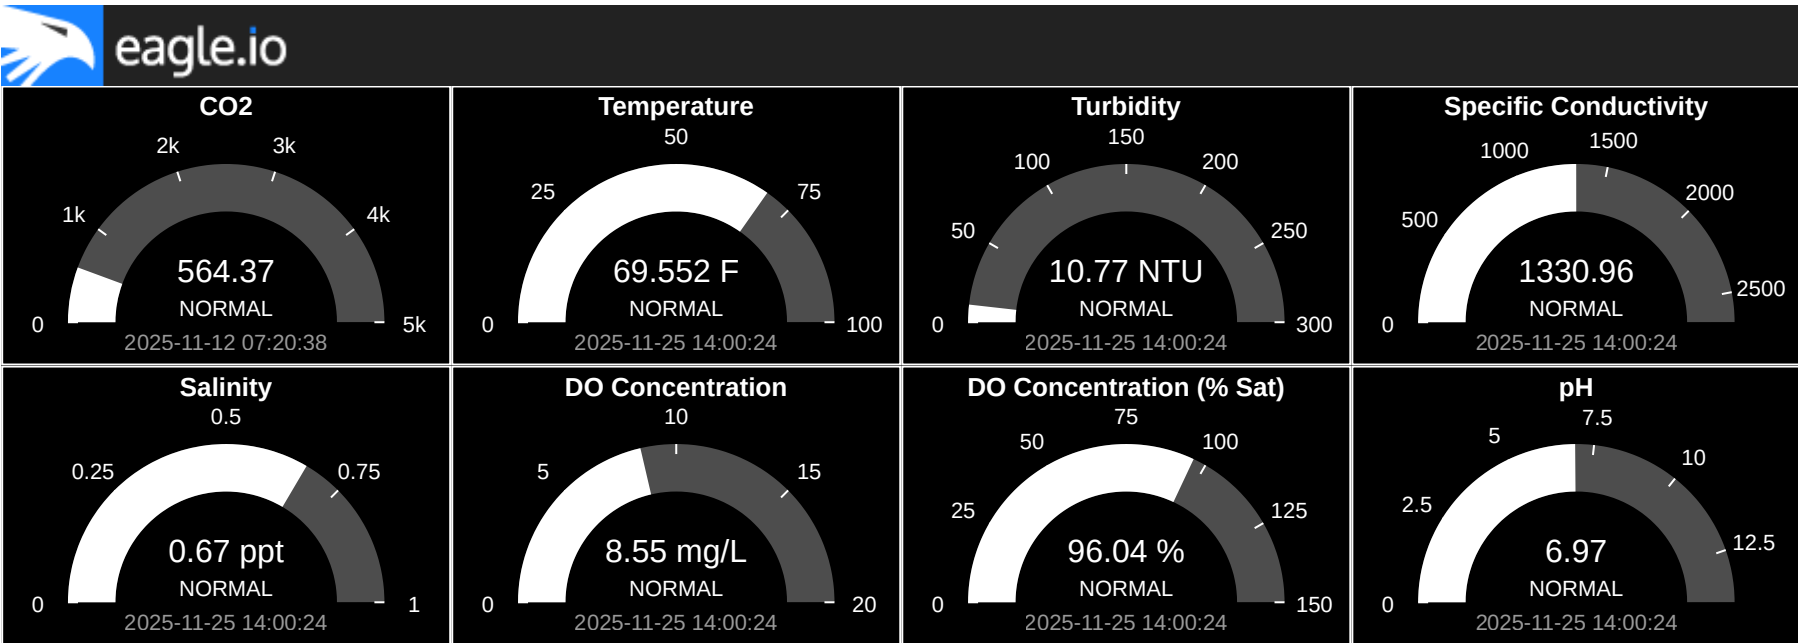 eagle.io
CO2
2k
3k
1k
4k
564.37
NORMAL
0
5k
2025-11-12 07:20:38
Temperature
50
25
75
69.552 F
NORMAL
0
100
2025-11-25 14:00:24
Turbidity
150
100
200
50
250
10.77 NTU
NORMAL
0
300
2025-11-25 14:00:24
Specific Conductivity
1500
1000
2000
500
2500
1330.96
NORMAL
0
2025-11-25 14:00:24
Salinity
0.5
0.25
0.75
0.67 ppt
NORMAL
0
1
2025-11-25 14:00:24
DO Concentration
10
5
15
8.55 mg/L
NORMAL
0
20
2025-11-25 14:00:24
DO Concentration (% Sat)
75
50
100
25
125
96.04 %
NORMAL
0
150
2025-11-25 14:00:24
pH
7.5
5
10
2.5
12.5
6.97
NORMAL
0
2025-11-25 14:00:24